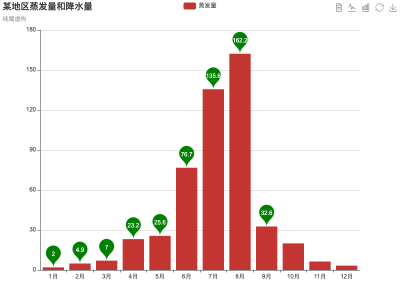 某地区蒸发量和降水量
纯属虚构
蒸发量
180
150
120
90
60
30
0
2
4.9
7
23.2
25.6
76.7
135.6
162.2
32.6
1月
2月
3月
4月
5月
6月
7月
8月
9月
10月
11月
12月